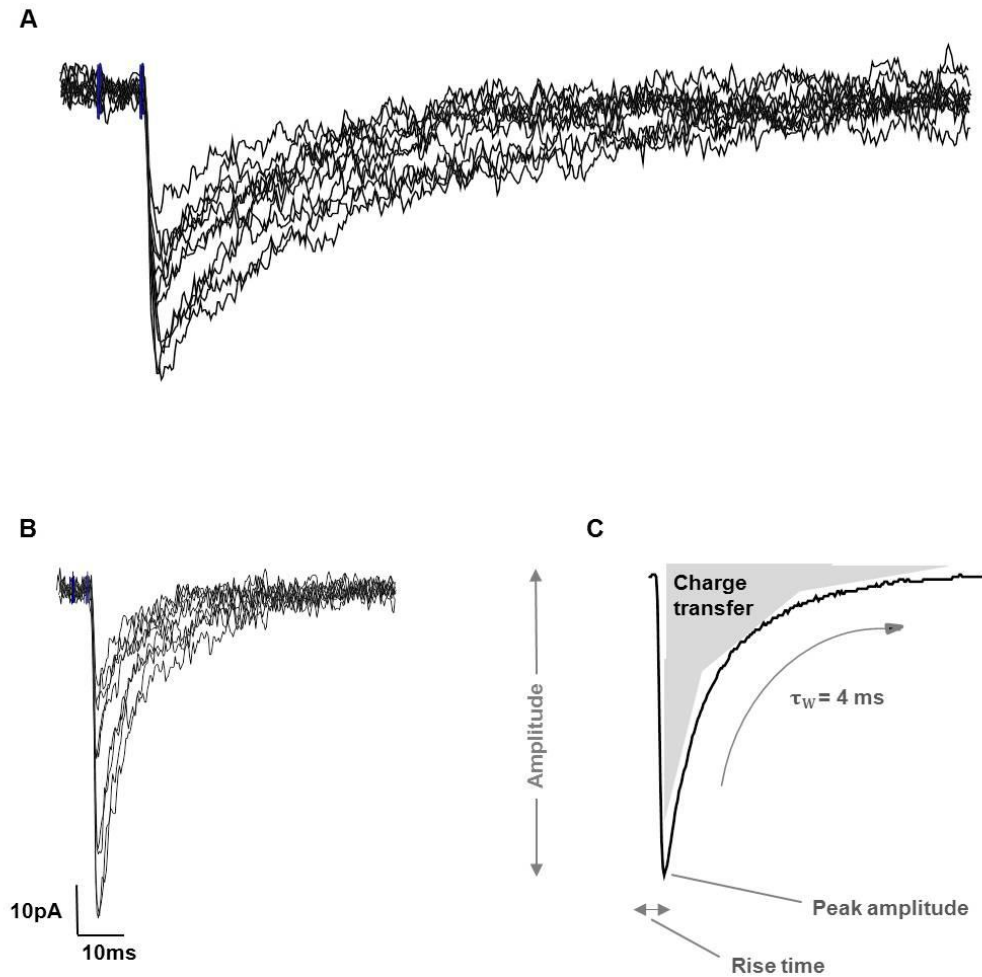 A
B
C
Charge
transfer
Amplitude
τw = 4 ms
10pA
10ms
Peak amplitude
Rise time